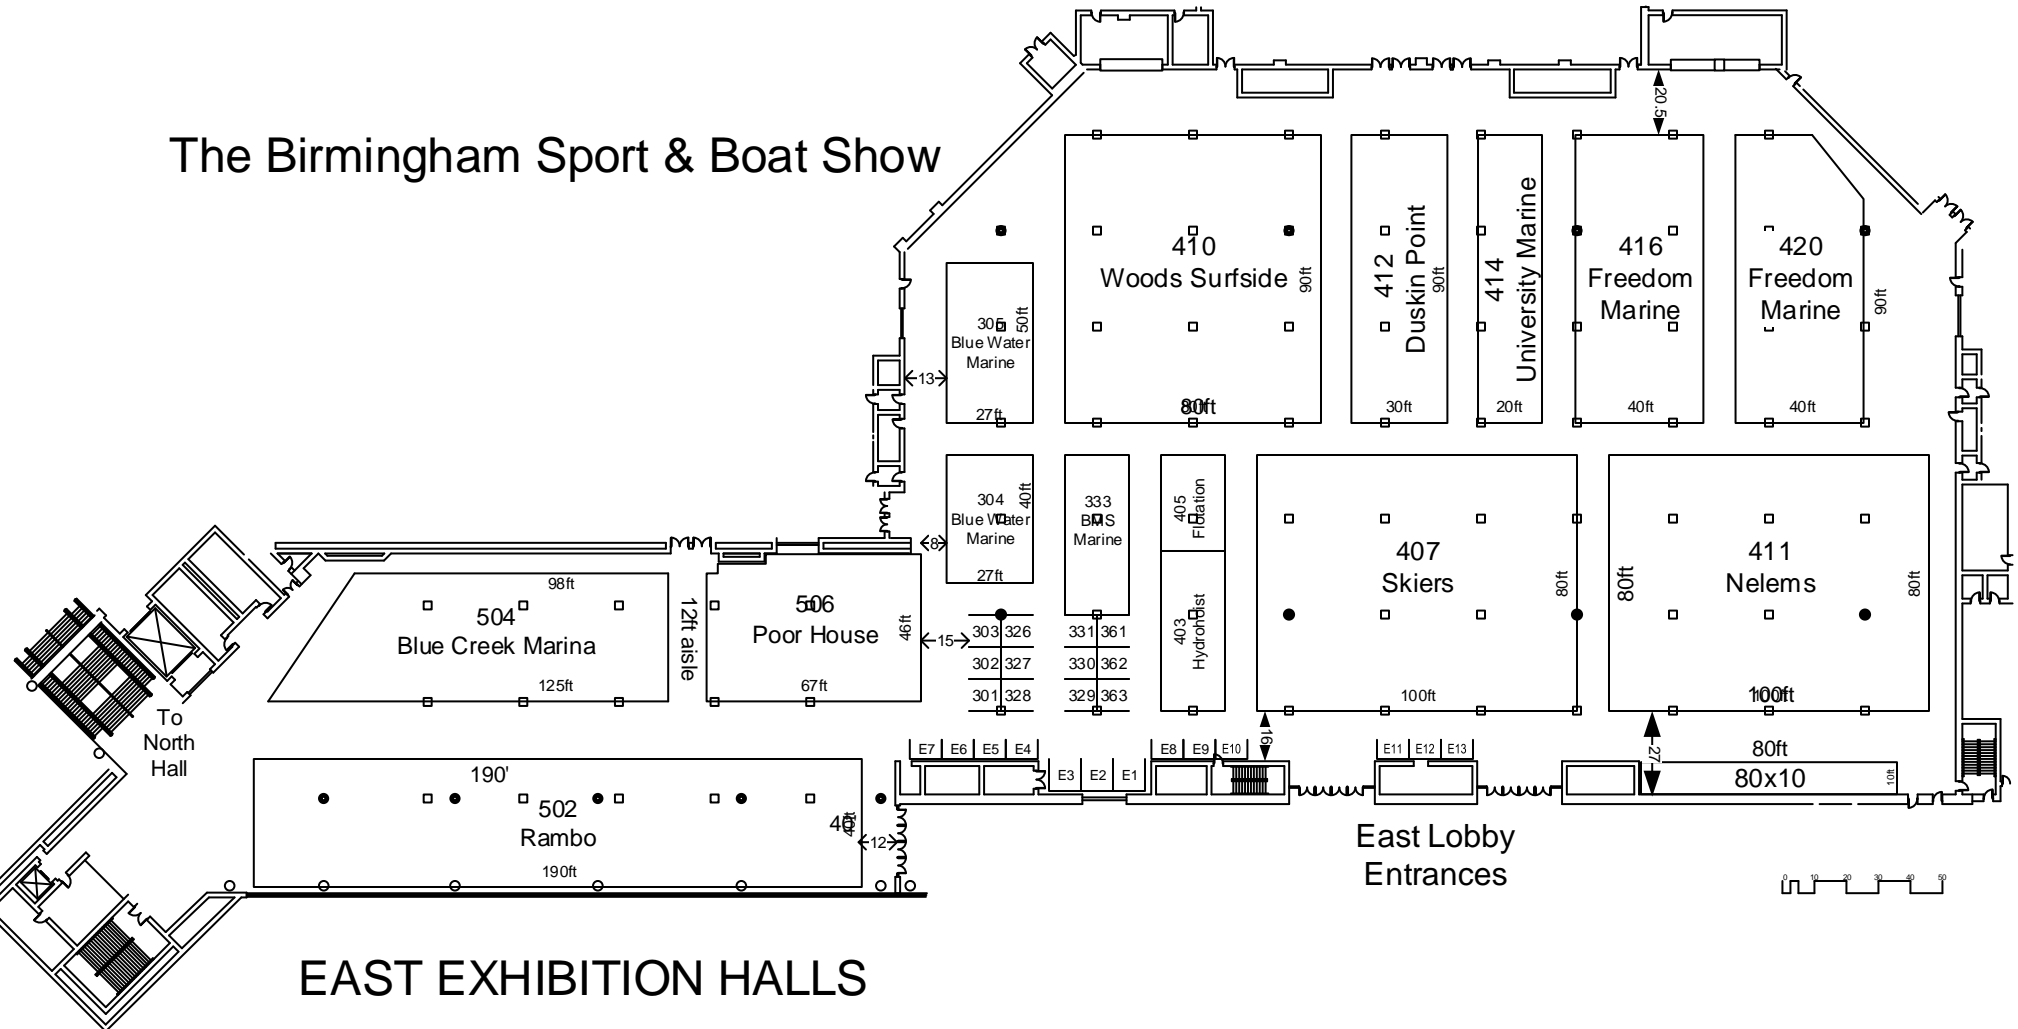 The Birmingham Sport & Boat Show
20.5
410
Woods Surfside
90ft
80ft
412
Duskin Point
90ft
30ft
414
University Marine
20ft
416
Freedom
Marine
40ft
420
Freedom
Marine
90ft
40ft
305
Blue Water
Marine
50ft
27ft
13
304
Blue Water
Marine
40ft
27ft
8
333
BMS
Marine
405
Flotation
403
Hydrohoist
407
Skiers
80ft
100ft
411
Nelems
80ft
80ft
100ft
98ft
504
Blue Creek Marina
125ft
12ft aisle
506
Poor House
46ft
67ft
15
303 326
302 327
301 328
331 361
330 362
329 363
To
North
Hall
E7 E6 E5 E4
E3 E2 E1
E8 E9 E10
16
E11 E12 E13
27
80ft
80x10
10ft
190'
502
Rambo
190ft
12
East Lobby
Entrances
0 10 20 30 40 50
EAST EXHIBITION HALLS